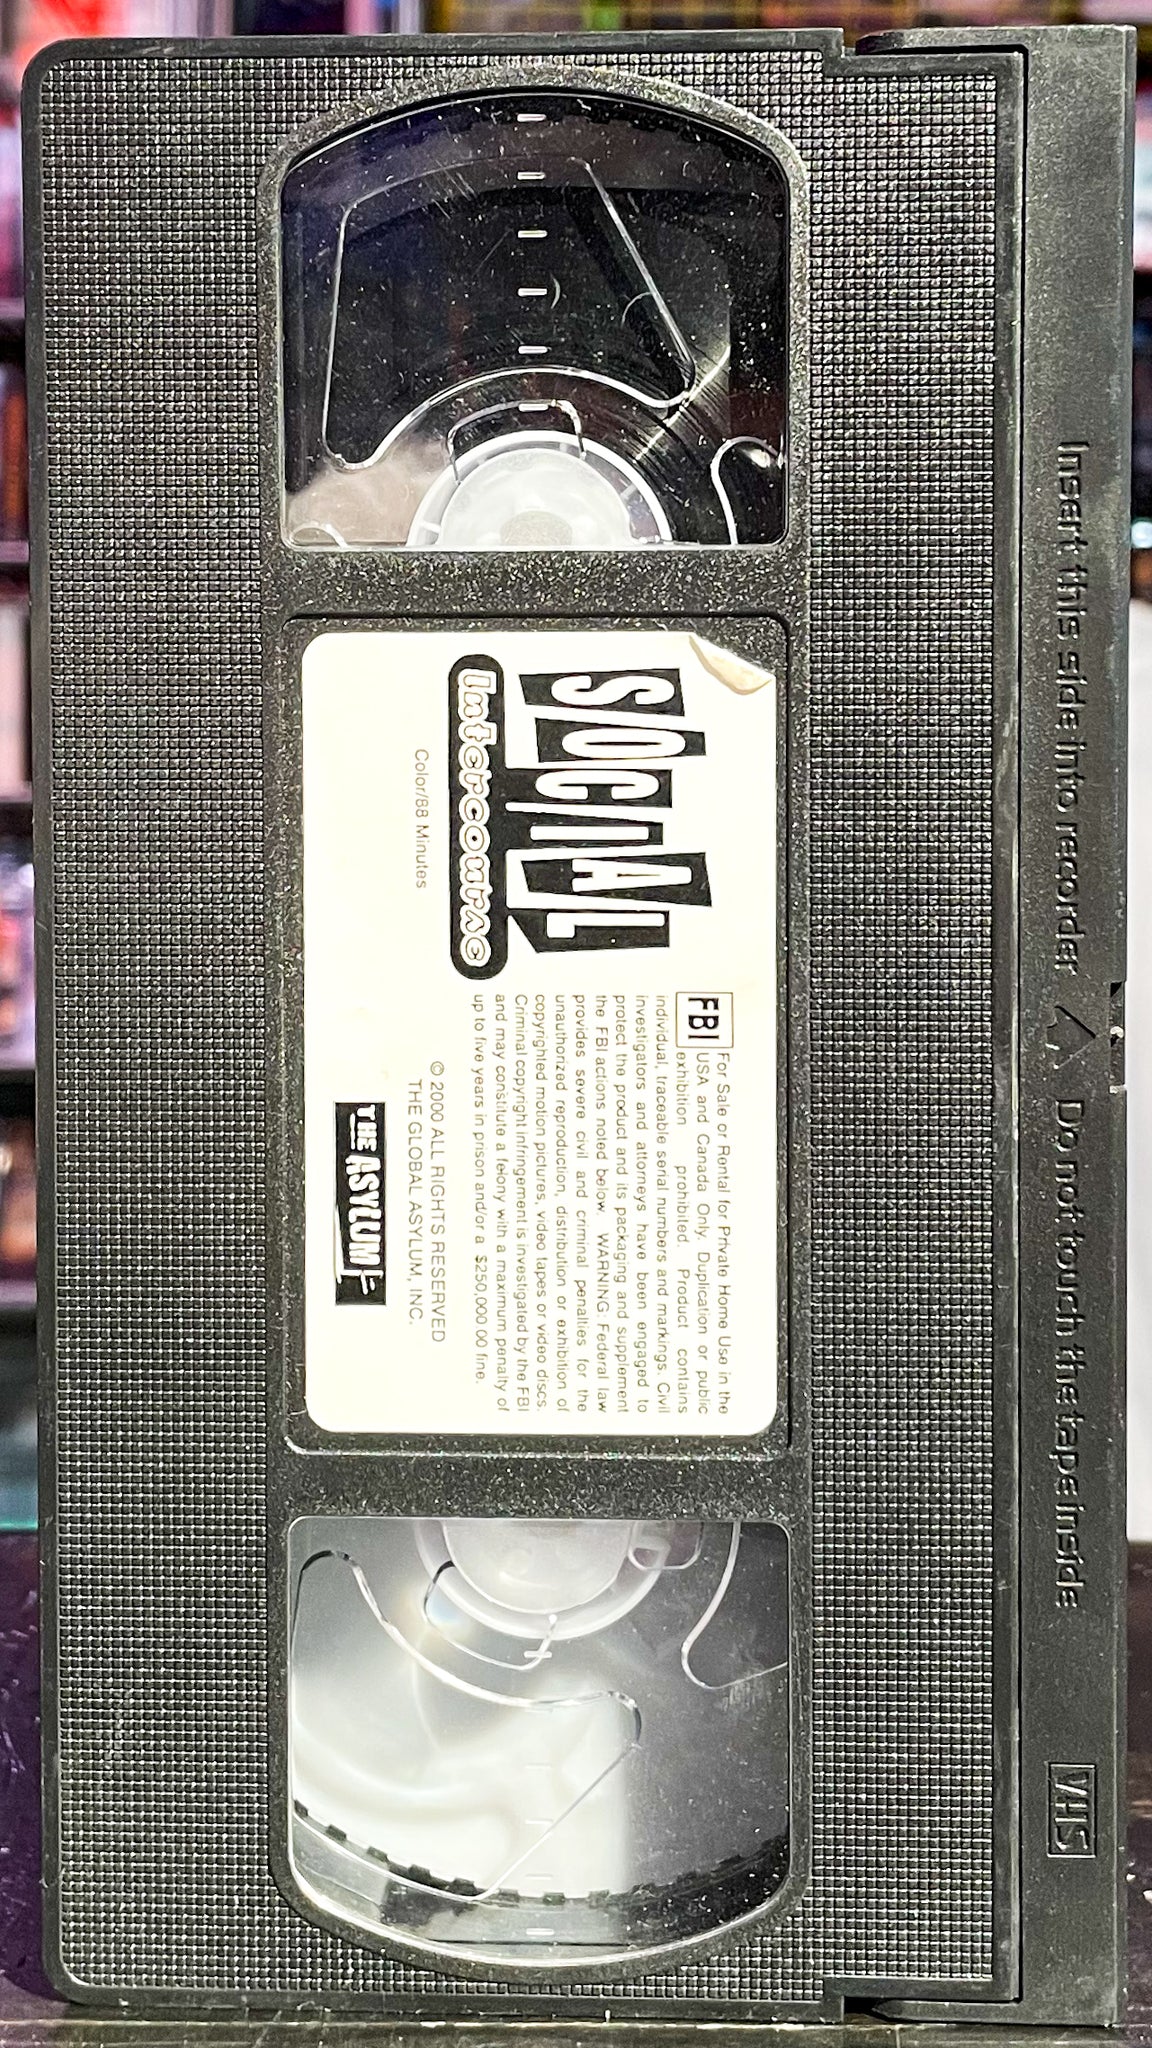 Insert this side into recorder △ Do not touch the tape inside
VHS
SOCIAL
Intercourse
Color/88 Minutes
FBI
For Sale or Rental for Private Home Use in the
USA and Canada Only. Duplication or public
exhibition prohibited. Product contains
individual, traceable serial numbers and markings. Civil
investigators and attorneys have been engaged to
protect the product and its packaging and supplement
the FBI actions noted below. WARNING: Federal law
provides severe civil and criminal penalties for the
unauthorized reproduction, distribution or exhibition of
copyrighted motion pictures, video tapes or video discs.
Criminal copyright infringement is investigated by the FBI
and may constitute a felony with a maximum penalty of
up to five years in prison and/or a $250,000.00 fine.
© 2000 ALL RIGHTS RESERVED
THE GLOBAL ASYLUM, INC.
THE ASYLUM